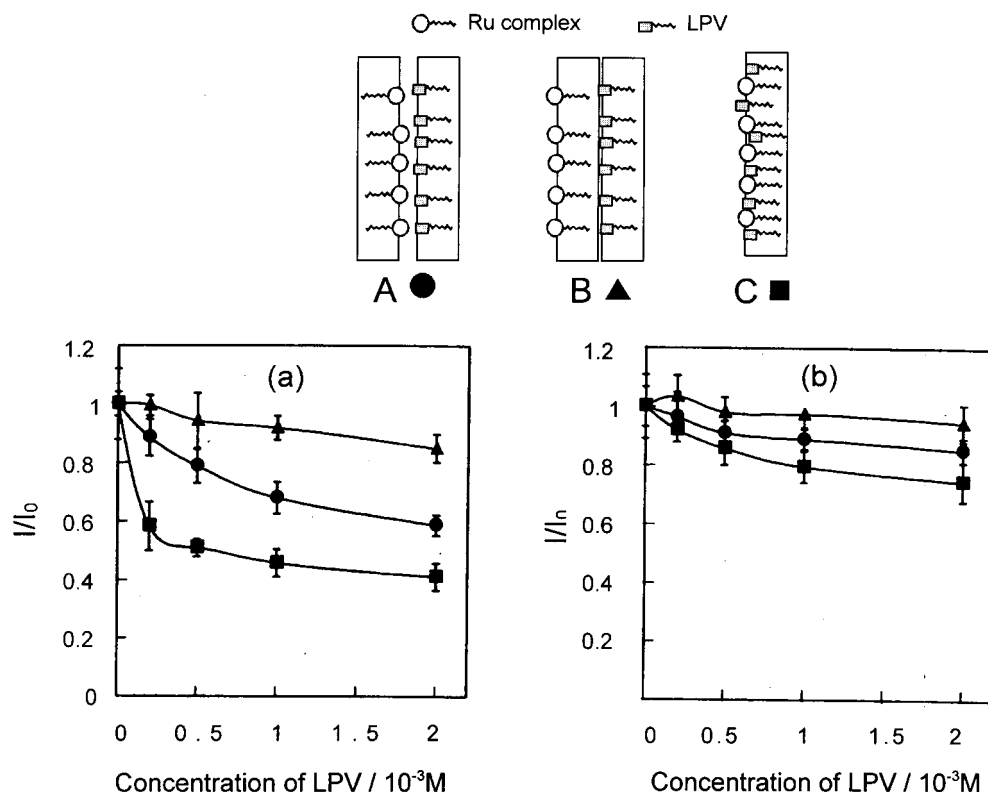 Ru complex LPV
A B C
(a)
1.2
1
0.8
0.6
0.4
0.2
0
I/I0
0 0.5 1 1.5 2
Concentration of LPV / 10-3M
(b)
1.2
1
0.8
0.6
0.4
0.2
I/In
0 0.5 1 1.5 2
Concentration of LPV / 10-3M